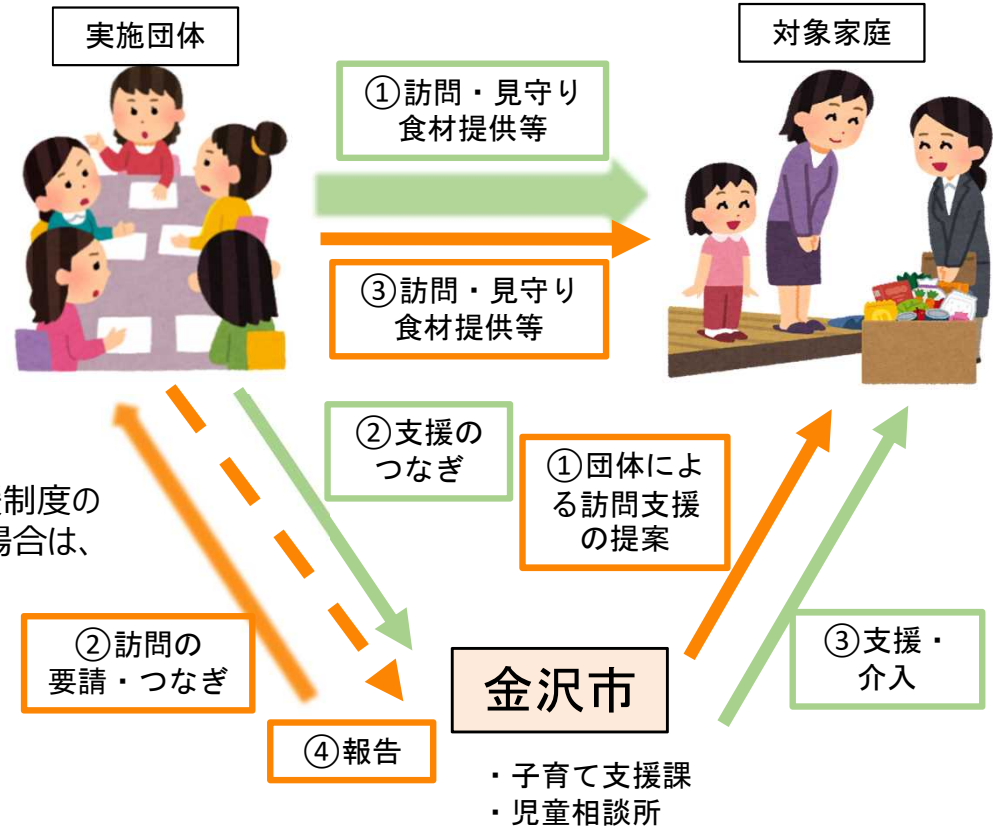 実施団体
対象家庭
①訪問・見守り
食材提供等
③訪問・見守り
食材提供等
②支援の
つなぎ
①団体によ
る訪問支援
の提案
制度の
場合は、
②訪問の
要請・つなぎ
③支援・
介入
金沢市
④報告
・子育て支援課
・児童相談所